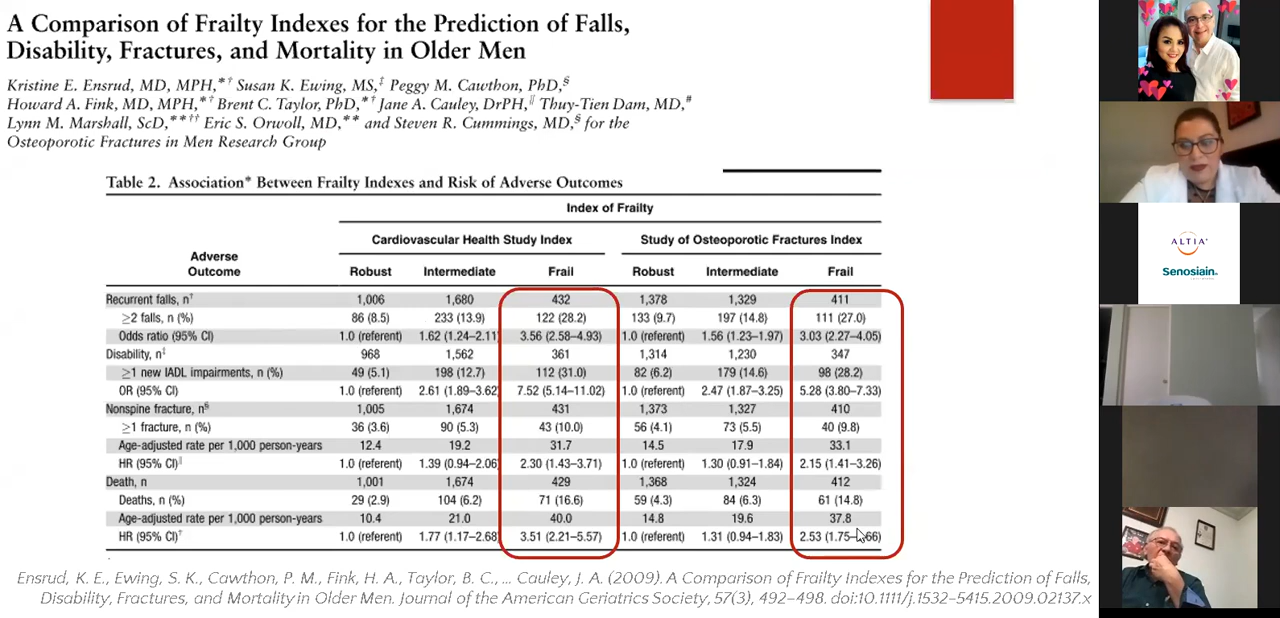 A Comparison of Frailty Indexes for the Prediction of Falls,
Disability, Fractures, and Mortality in Older Men
Kristine E. Ensrud, MD, MPH,*† Susan K. Ewing, MS,‡ Peggy M. Cawthon, PhD,§
Howard A. Fink, MD, MPH,*† Brent C. Taylor, PhD,*† Jane A. Cauley, DrPH,|| Thuy-Tien Dam, MD,#
Lynn M. Marshall, ScD,**†† Eric S. Orwoll, MD,** and Steven R. Cummings, MD,§ for the
Osteoporotic Fractures in Men Research Group
Table 2. Association* Between Frailty Indexes and Risk of Adverse Outcomes
Index of Frailty
Cardiovascular Health Study Index Study of Osteoporotic Fractures Index
Adverse
Outcome Robust Intermediate Frail Robust Intermediate Frail
Recurrent falls, n† 1,006 1,680 432 1,378 1,329 411
≥2 falls, n (%) 86 (8.5) 233 (13.9) 122 (28.2) 133 (9.7) 197 (14.8) 111 (27.0)
Odds ratio (95% CI) 1.0 (referent) 1.62 (1.24–2.11) 3.56 (2.58–4.93) 1.0 (referent) 1.56 (1.23–1.97) 3.03 (2.27–4.05)
Disability, n‡ 968 1,562 361 1,314 1,230 347
≥1 new IADL impairments, n (%) 49 (5.1) 198 (12.7) 112 (31.0) 82 (6.2) 179 (14.6) 98 (28.2)
OR (95% CI) 1.0 (referent) 2.61 (1.89–3.62) 7.52 (5.14–11.02) 1.0 (referent) 2.47 (1.87–3.25) 5.28 (3.80–7.33)
Nonspine fracture, n§ 1,005 1,674 431 1,373 1,327 410
≥1 fracture, n (%) 36 (3.6) 90 (5.3) 43 (10.0) 56 (4.1) 73 (5.5) 40 (9.8)
Age-adjusted rate per 1,000 person-years 12.4 19.2 31.7 14.5 17.9 33.1
HR (95% CI)|| 1.0 (referent) 1.39 (0.94–2.06) 2.30 (1.43–3.71) 1.0 (referent) 1.30 (0.91–1.84) 2.15 (1.41–3.26)
Death, n 1,001 1,674 429 1,368 1,324 412
Deaths, n (%) 29 (2.9) 104 (6.2) 71 (16.6) 59 (4.3) 84 (6.3) 61 (14.8)
Age-adjusted rate per 1,000 person-years 10.4 21.0 40.0 14.8 19.6 37.8
HR (95% CI)† 1.0 (referent) 1.77 (1.17–2.68) 3.51 (2.21–5.57) 1.0 (referent) 1.31 (0.94–1.83) 2.53 (1.75– 66)
Ensrud, K. E., Ewing, S. K., Cawthon, P. M., Fink, H. A., Taylor, B. C., … Cauley, J. A. (2009). A Comparison of Frailty Indexes for the Prediction of Falls,
Disability, Fractures, and Mortality in Older Men. Journal of the American Geriatrics Society, 57(3), 492–498. doi:10.1111/j.1532-5415.2009.02137.x
ALTIA
Senosiain